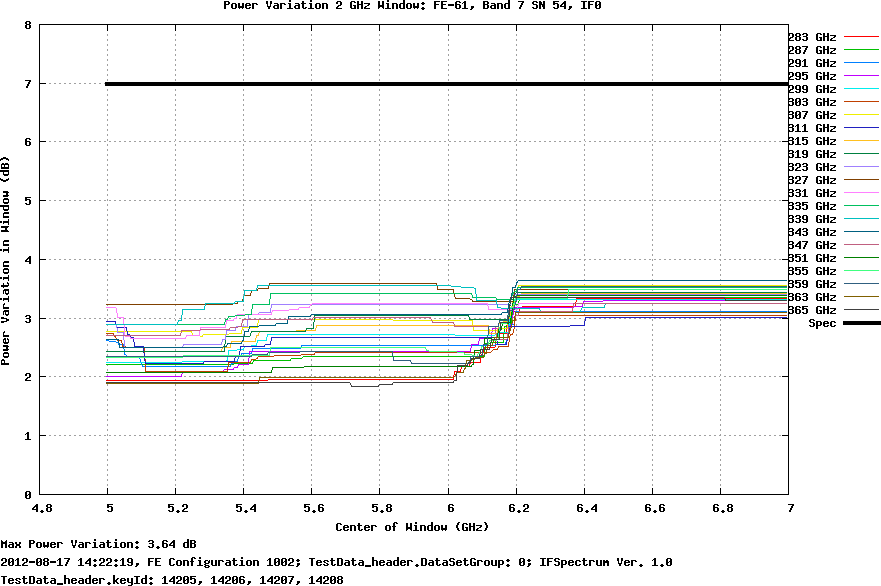 Power Variation 2 GHz Window: FE-61, Band 7 SN 54, IF0
8
7
6
5
4
3
2
1
0
Power Variation in Window (dB)
283 GHz
287 GHz
291 GHz
295 GHz
299 GHz
303 GHz
307 GHz
311 GHz
315 GHz
319 GHz
323 GHz
327 GHz
331 GHz
335 GHz
339 GHz
343 GHz
347 GHz
351 GHz
355 GHz
359 GHz
363 GHz
365 GHz
Spec
4.8 5 5.2 5.4 5.6 5.8 6 6.2 6.4 6.6 6.8 7
Center of Window (GHz)
Max Power Variation: 3.64 dB
2012-08-17 14:22:19, FE Configuration 1002; TestData_header.DataSetGroup: 0; IFSpectrum Ver. 1.0
TestData_header.keyId: 14205, 14206, 14207, 14208